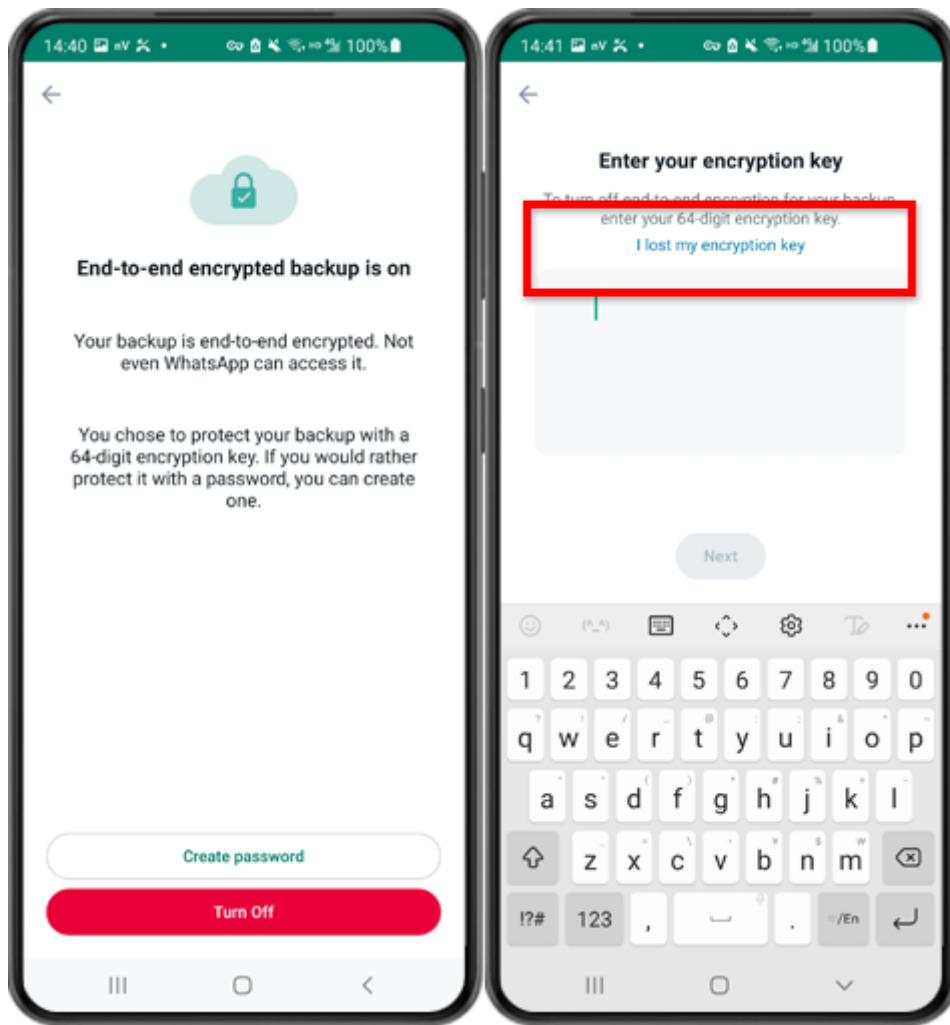 14:40
100%
End-to-end encrypted backup is on
Your backup is end-to-end encrypted. Not
even WhatsApp can access it.
You chose to protect your backup with a
64-digit encryption key. If you would rather
protect it with a password, you can create
one.
Create password
Turn Off
14:41
100%
Enter your encryption key
To turn off end-to-end encryption for your backup
enter your 64-digit encryption key.
I lost my encryption key
Next
1 2 3 4 5 6 7 8 9 0
q w e r t y u i o p
a s d f g h j k l
z x c v b n m
!?# 123 , . /En